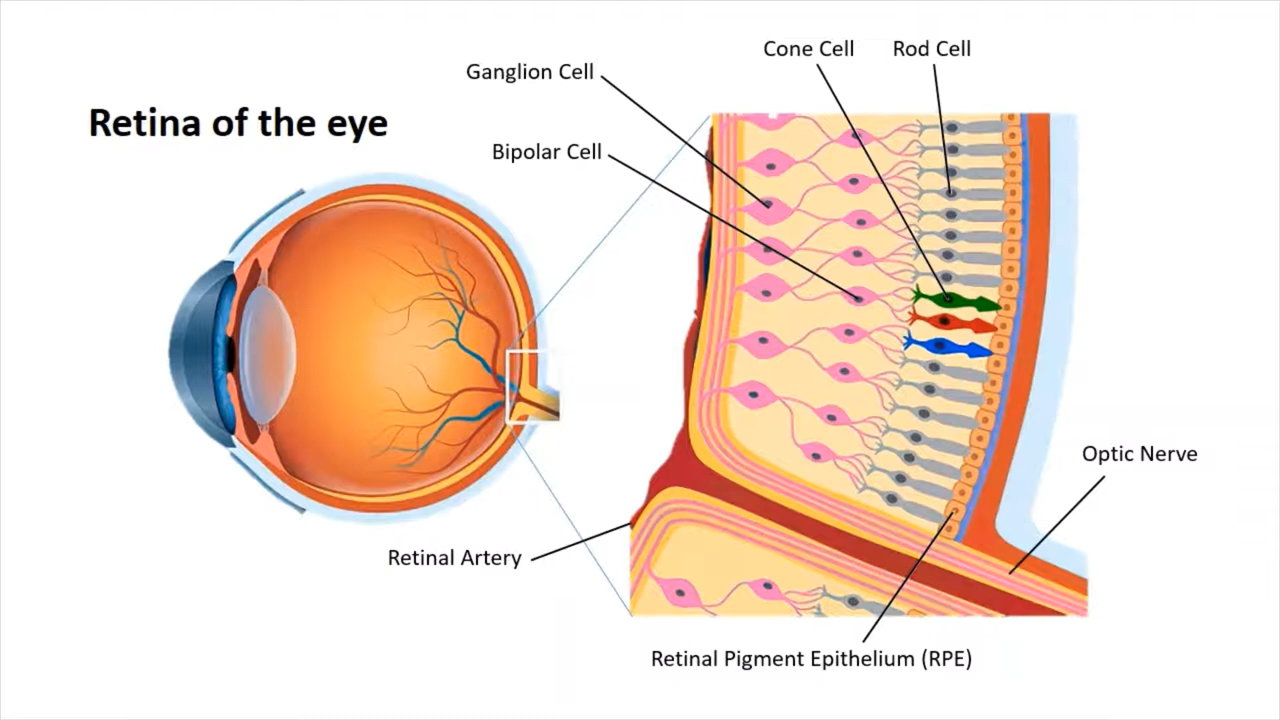 Retina of the eye
Ganglion Cell
Cone Cell
Rod Cell
Bipolar Cell
Optic Nerve
Retinal Artery
Retinal Pigment Epithelium (RPE)